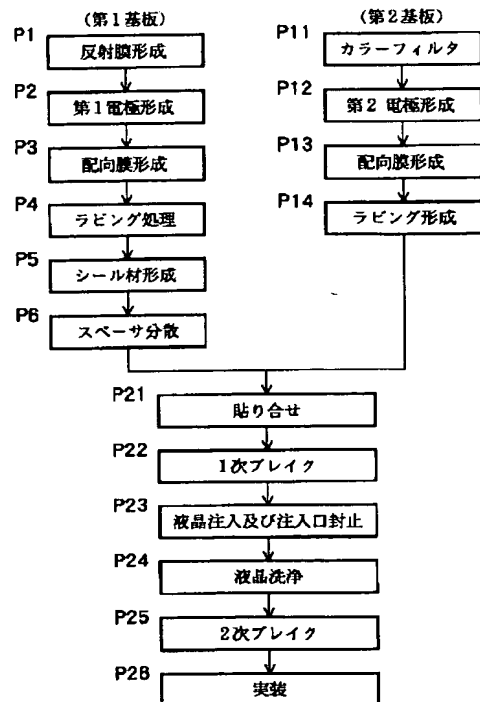 (第1基板)
P1
反射膜形成
P2
第1電極形成
P3
配向膜形成
P4
ラビング処理
P5
シール材形成
P6
スペーサ分散
(第2基板)
P11
カラーフィルタ
P12
第2電極形成
P13
配向膜形成
P14
ラビング形成
P21
貼り合せ
P22
1次ブレイク
P23
液晶注入及び注入口封止
P24
液晶洗浄
P25
2次ブレイク
P28
実装